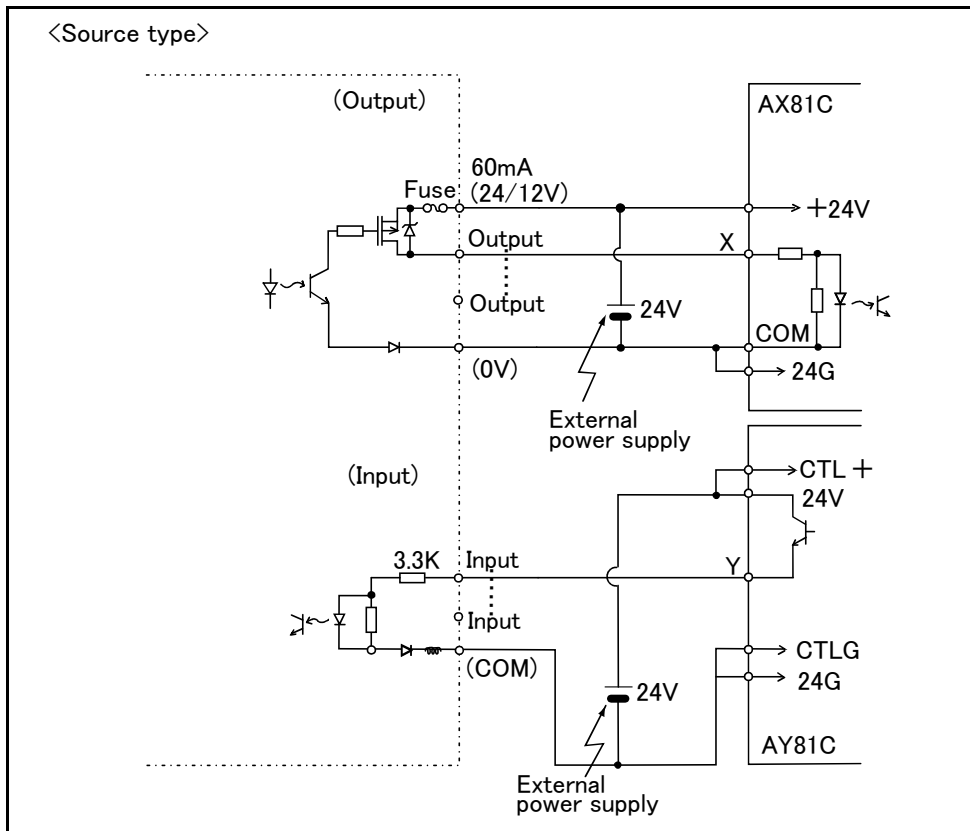 <Source type>
(Output)
AX81C
60mA
(24/12V)
Fuse
+24V
Output
X
Output
24V
COM
(0V)
24G
External
power supply
(Input)
CTL +
24V
3.3K
Input
Y
Input
(COM)
CTLG
24V
24G
AY81C
External
power supply